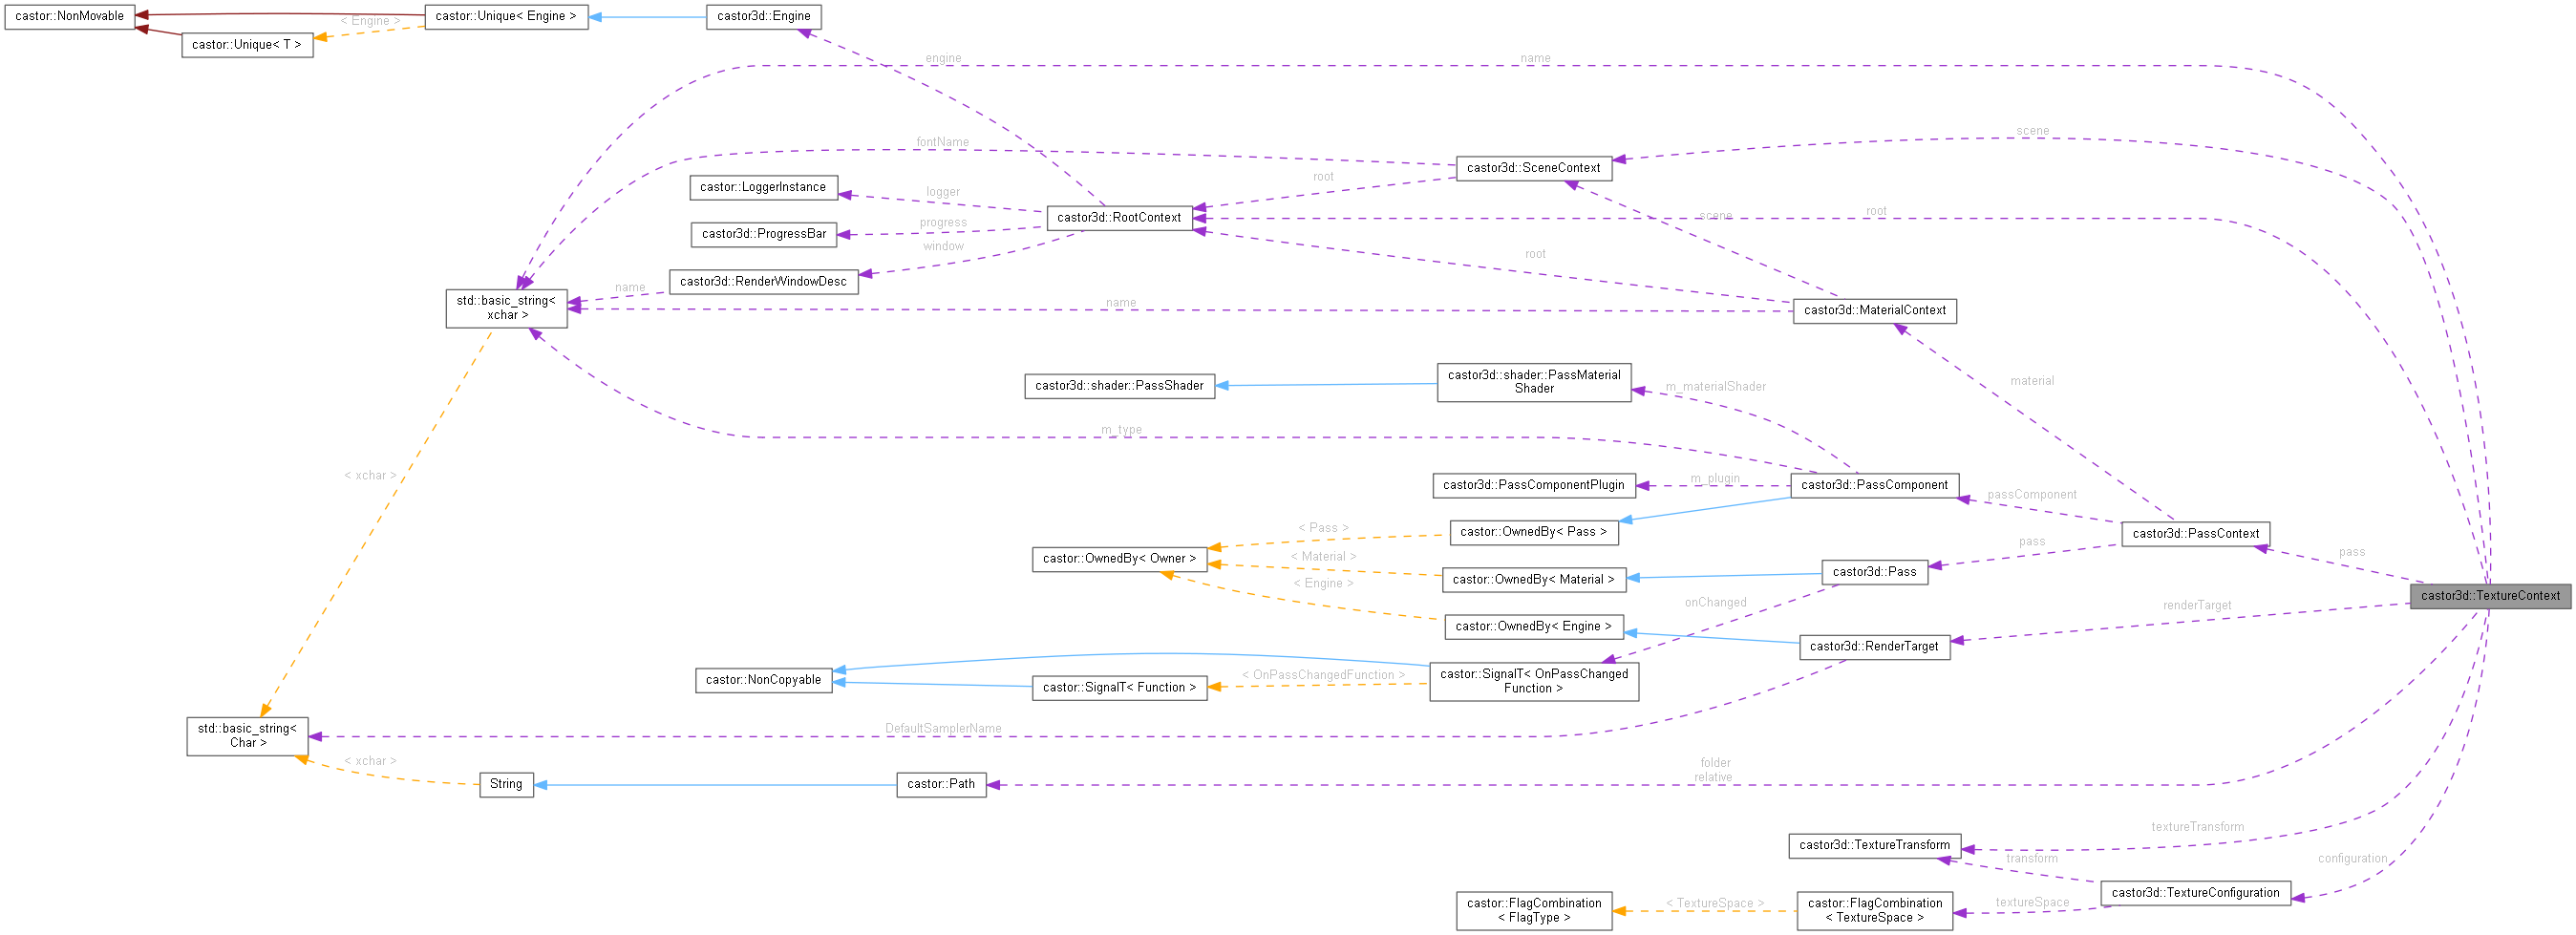 castor::NonMovable
< Engine >
castor::Unique< Engine >
castor3d::Engine
castor::Unique< T >
engine
name
fontName
scene
castor3d::SceneContext
castor::LoggerInstance
logger
root
castor3d::RootContext
root
scene
castor3d::ProgressBar
progress
window
root
castor3d::RenderWindowDesc
name
std::basic_string<
xchar >
name
castor3d::MaterialContext
castor3d::shader::PassShader
castor3d::shader::PassMaterial
Shader
m_materialShader
material
m_type
< xchar >
castor3d::PassComponentPlugin
m_plugin
castor3d::PassComponent
passComponent
< Pass >
castor::OwnedBy< Pass >
castor3d::PassContext
castor::OwnedBy< Owner >
< Material >
castor::OwnedBy< Material >
castor3d::Pass
pass
pass
< Engine >
castor::OwnedBy< Engine >
onChanged
renderTarget
castor3d::TextureContext
castor3d::RenderTarget
castor::NonCopyable
castor::SignalT< Function >
< OnPassChangedFunction >
castor::SignalT< OnPassChanged
Function >
std::basic_string<
Char >
DefaultSamplerName
< xchar >
String
castor::Path
folder
relative
textureTransform
castor3d::TextureTransform
transform
configuration
castor3d::TextureConfiguration
castor::FlagCombination
< FlagType >
< TextureSpace >
castor::FlagCombination
< TextureSpace >
textureSpace